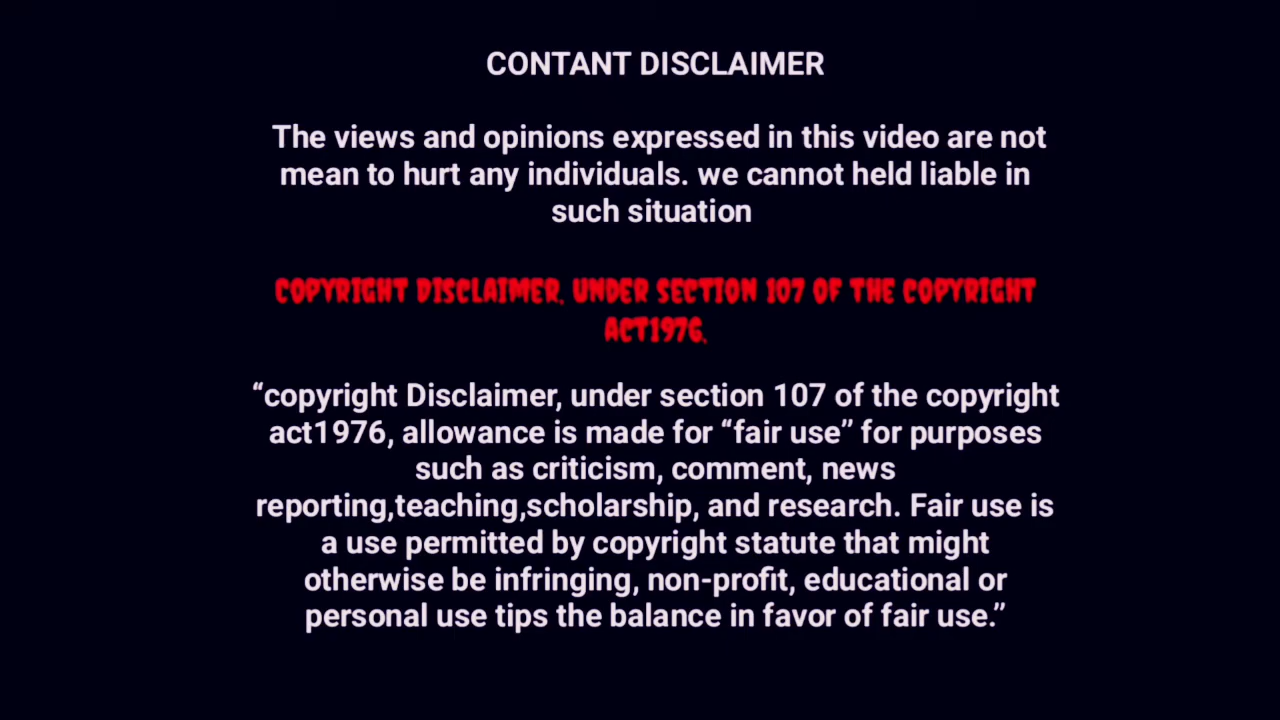 CONTANT DISCLAIMER
The views and opinions expressed in this video are not
mean to hurt any individuals. we cannot held liable in
such situation
COPYRIGHT DISCLAIMER, UNDER SECTION 107 OF THE COPYRIGHT
ACT1976,
“copyright Disclaimer, under section 107 of the copyright
act1976, allowance is made for “fair use” for purposes
such as criticism, comment, news
reporting,teaching,scholarship, and research. Fair use is
a use permitted by copyright statute that might
otherwise be infringing, non-profit, educational or
personal use tips the balance in favor of fair use.”